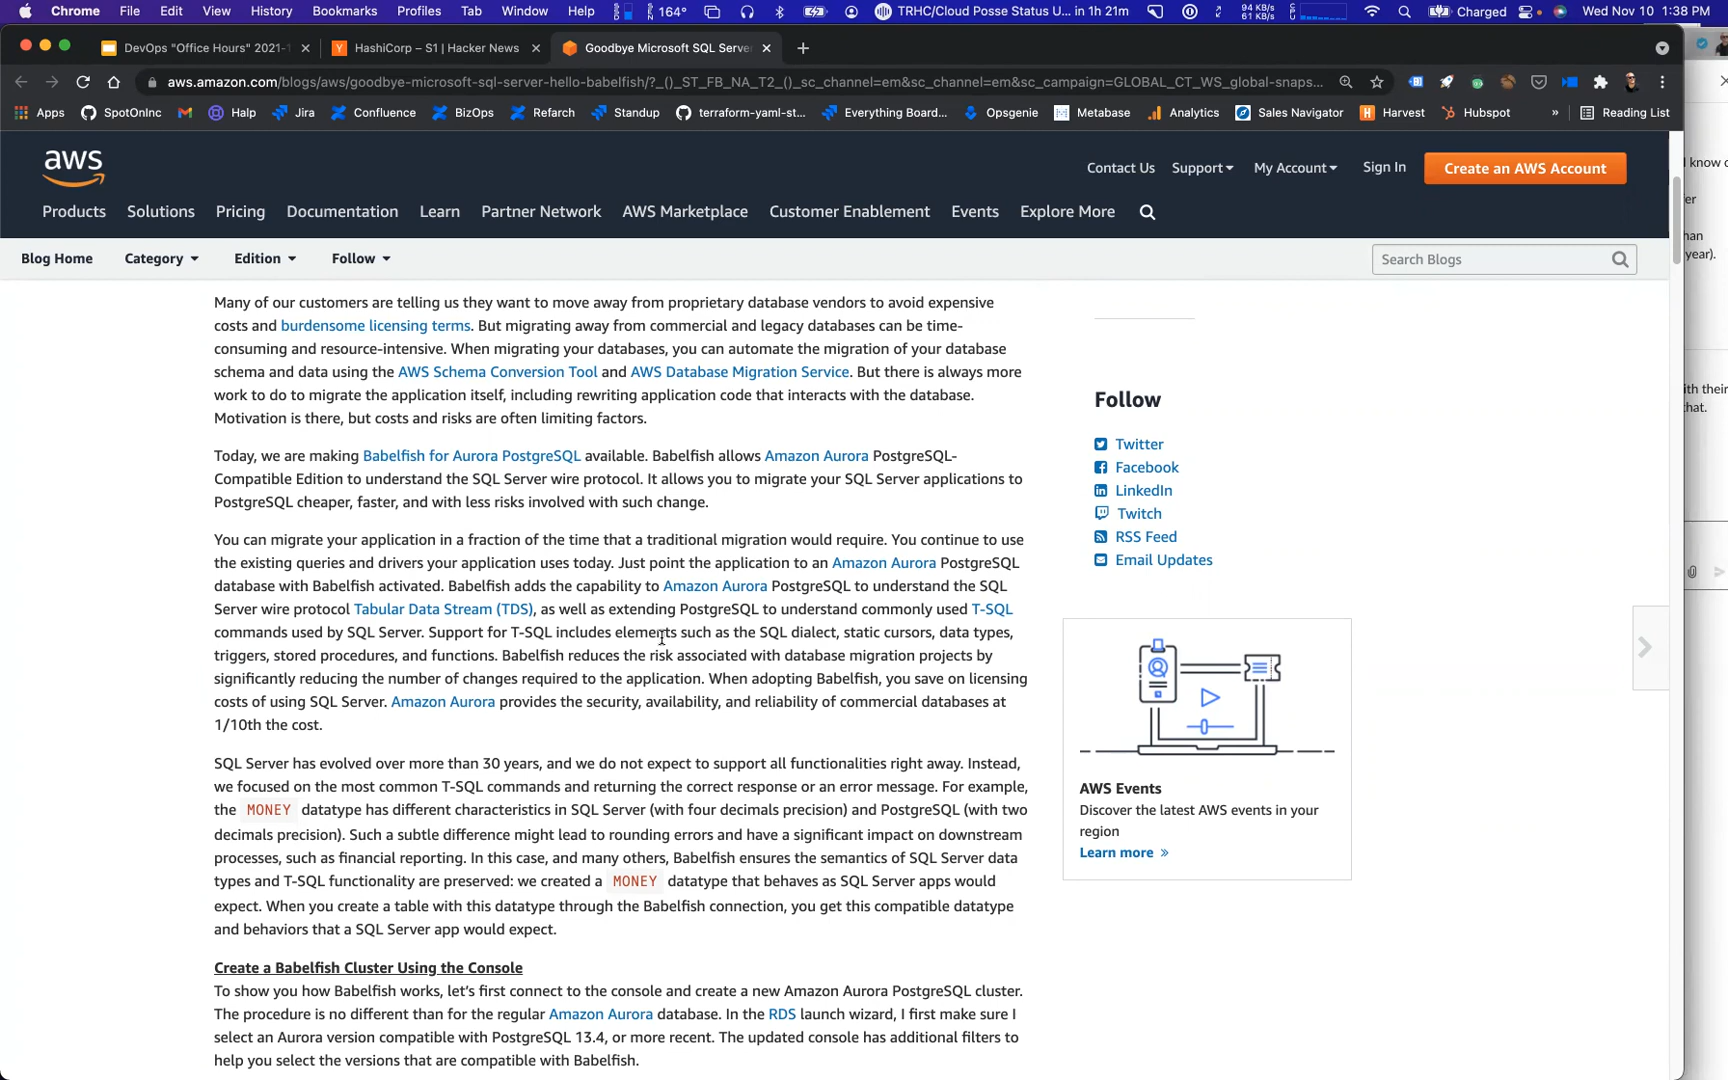 Chrome File Edit View History Bookmarks Profiles Tab Window Help 164° TRHC/Cloud Posse Status U... in 1h 21m 94 KB/s 61 KB/s Charged Wed Nov 10 1:38 PM
DevOps "Office Hours" 2021-1 × HashiCorp – S1 | Hacker News × Goodbye Microsoft SQL Server × +
aws.amazon.com/blogs/aws/goodbye-microsoft-sql-server-hello-babelfish/?_()_ST_FB_NA_T2_()_sc_channel=em&sc_channel=em&sc_campaign=GLOBAL_CT_WS_global-snaps...
Apps SpotOnInc Halp Jira Confluence BizOps Refarch Standup terraform-yaml-st... Everything Board... Opsgenie Metabase Analytics Sales Navigator Harvest Hubspot » Reading List
aws
Contact Us Support My Account Sign In Create an AWS Account
Products Solutions Pricing Documentation Learn Partner Network AWS Marketplace Customer Enablement Events Explore More
Blog Home Category Edition Follow Search Blogs
Many of our customers are telling us they want to move away from proprietary database vendors to avoid expensive
costs and burdensome licensing terms. But migrating away from commercial and legacy databases can be time-
consuming and resource-intensive. When migrating your databases, you can automate the migration of your database
schema and data using the AWS Schema Conversion Tool and AWS Database Migration Service. But there is always more
work to do to migrate the application itself, including rewriting application code that interacts with the database.
Motivation is there, but costs and risks are often limiting factors.
Today, we are making Babelfish for Aurora PostgreSQL available. Babelfish allows Amazon Aurora PostgreSQL-
Compatible Edition to understand the SQL Server wire protocol. It allows you to migrate your SQL Server applications to
PostgreSQL cheaper, faster, and with less risks involved with such change.
You can migrate your application in a fraction of the time that a traditional migration would require. You continue to use
the existing queries and drivers your application uses today. Just point the application to an Amazon Aurora PostgreSQL
database with Babelfish activated. Babelfish adds the capability to Amazon Aurora PostgreSQL to understand the SQL
Server wire protocol Tabular Data Stream (TDS), as well as extending PostgreSQL to understand commonly used T-SQL
commands used by SQL Server. Support for T-SQL includes elements such as the SQL dialect, static cursors, data types,
triggers, stored procedures, and functions. Babelfish reduces the risk associated with database migration projects by
significantly reducing the number of changes required to the application. When adopting Babelfish, you save on licensing
costs of using SQL Server. Amazon Aurora provides the security, availability, and reliability of commercial databases at
1/10th the cost.
SQL Server has evolved over more than 30 years, and we do not expect to support all functionalities right away. Instead,
we focused on the most common T-SQL commands and returning the correct response or an error message. For example,
the MONEY datatype has different characteristics in SQL Server (with four decimals precision) and PostgreSQL (with two
decimals precision). Such a subtle difference might lead to rounding errors and have a significant impact on downstream
processes, such as financial reporting. In this case, and many others, Babelfish ensures the semantics of SQL Server data
types and T-SQL functionality are preserved: we created a MONEY datatype that behaves as SQL Server apps would
expect. When you create a table with this datatype through the Babelfish connection, you get this compatible datatype
and behaviors that a SQL Server app would expect.
Create a Babelfish Cluster Using the Console
To show you how Babelfish works, let's first connect to the console and create a new Amazon Aurora PostgreSQL cluster.
The procedure is no different than for the regular Amazon Aurora database. In the RDS launch wizard, I first make sure I
select an Aurora version compatible with PostgreSQL 13.4, or more recent. The updated console has additional filters to
help you select the versions that are compatible with Babelfish.
Follow
Twitter
Facebook
LinkedIn
Twitch
RSS Feed
Email Updates
AWS Events
Discover the latest AWS events in your
region
Learn more »
know
year).
that.